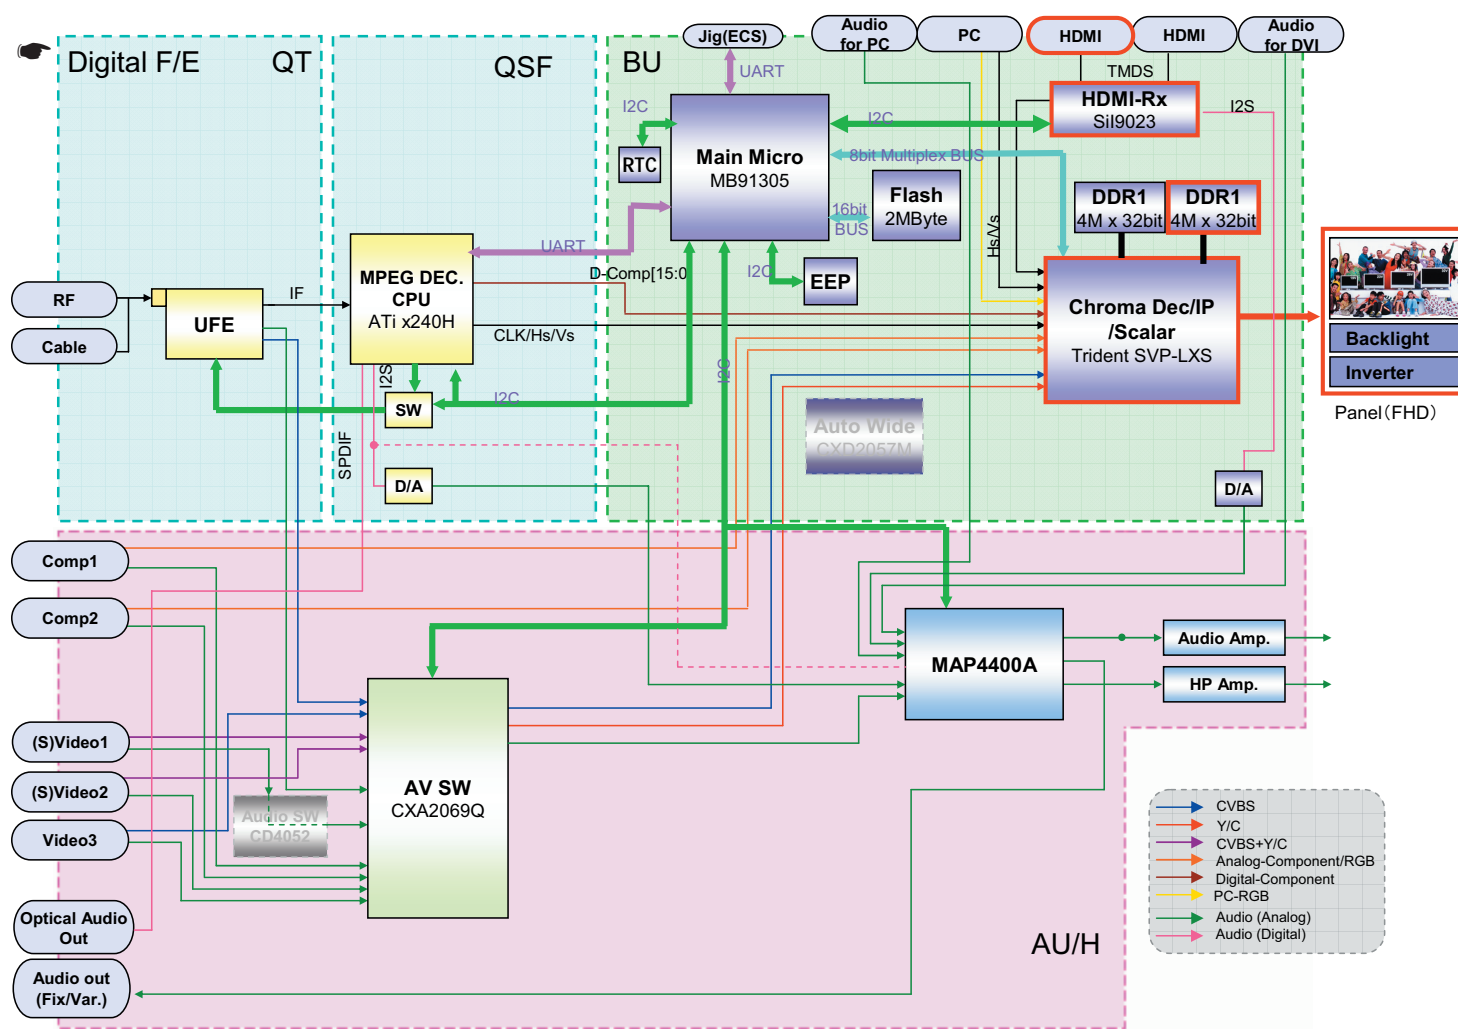 Jig(ECS)
Audio
for PC
PC
HDMI
HDMI
Audio
for DVI
Digital F/E
QT
QSF
BU
UART
TMDS
HDMI-Rx
SiI9023
I2S
I2C
I2C
RTC
Main Micro
MB91305
8bit Multiplex BUS
Flash
2MByte
16bit
BUS
DDR1
4M x 32bit
DDR1
4M x 32bit
Hs/Vs
UART
MPEG DEC.
CPU
ATi x240H
D-Comp[15:0
I2C
EEP
RF
Cable
IF
UFE
CLK/Hs/Vs
Chroma Dec/IP
/Scalar
Trident SVP-LXS
Backlight
Inverter
Panel(FHD)
I2S
SW
I2C
I2C
Auto Wide
CXD2057M
SPDIF
D/A
D/A
Comp1
Comp2
MAP4400A
Audio Amp.
HP Amp.
(S)Video1
(S)Video2
Video3
Audio SW
CD4052
AV SW
CXA2069Q
Optical Audio
Out
Audio out
(Fix/Var.)
AU/H
CVBS
Y/C
CVBS+Y/C
Analog-Component/RGB
Digital-Component
PC-RGB
Audio (Analog)
Audio (Digital)